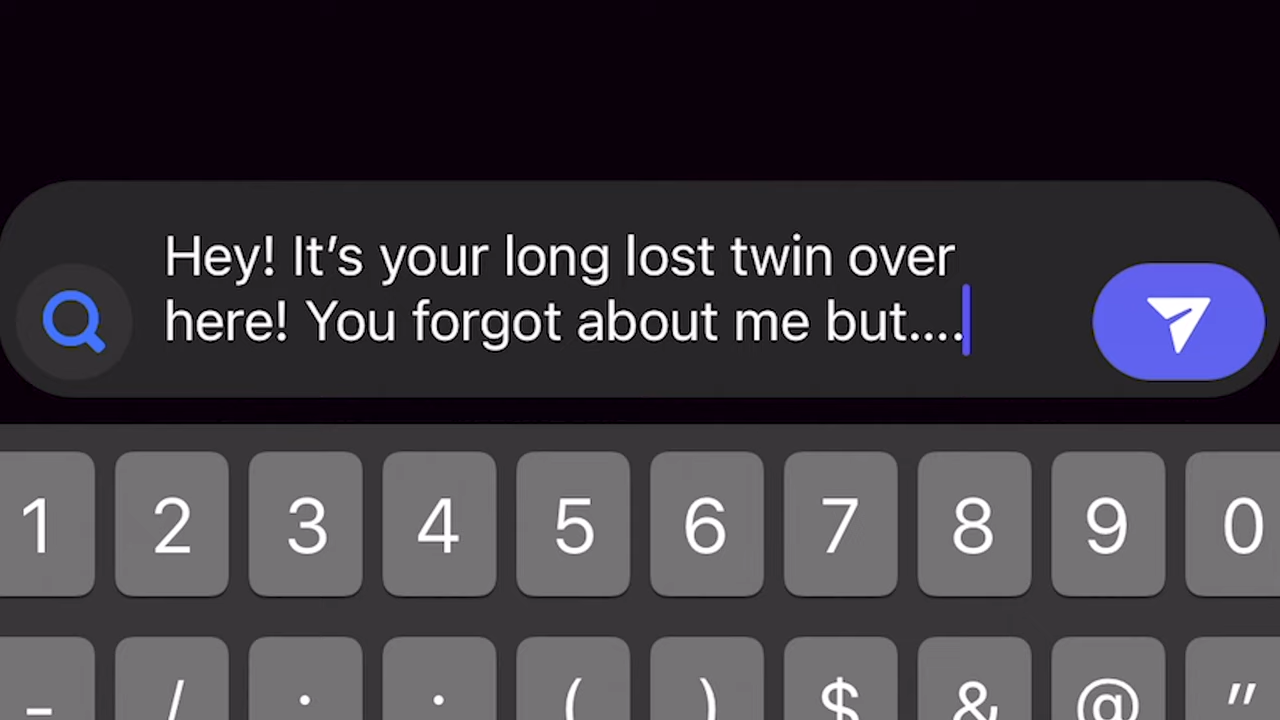 Hey! It’s your long lost twin over
here! You forgot about me but....
1 2 3 4 5 6 7 8 9 0
- / : ; ( ) $ & @ "